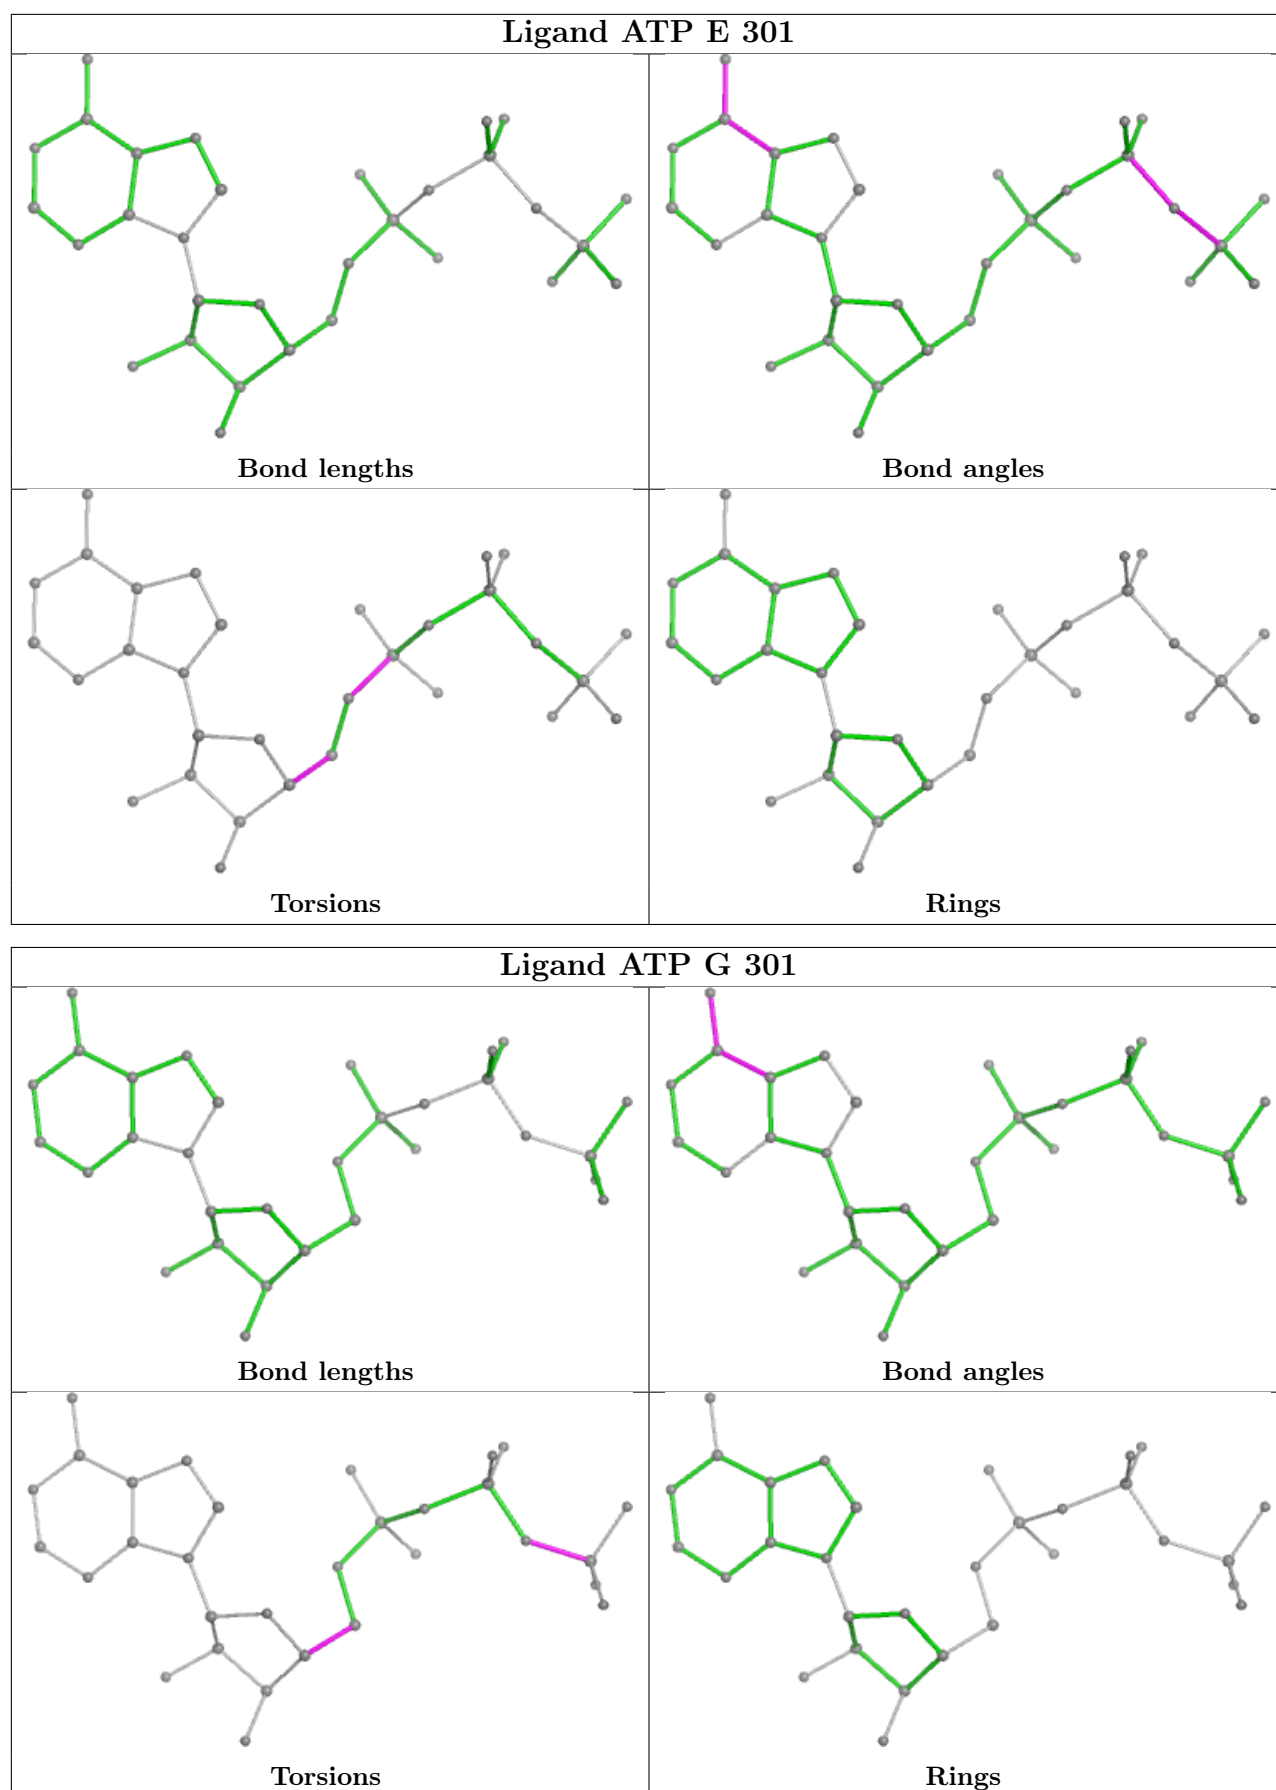 Ligand ATP E 301
Bond lengths
Bond angles
Torsions
Rings
Ligand ATP G 301
Bond lengths
Bond angles
Torsions
Rings